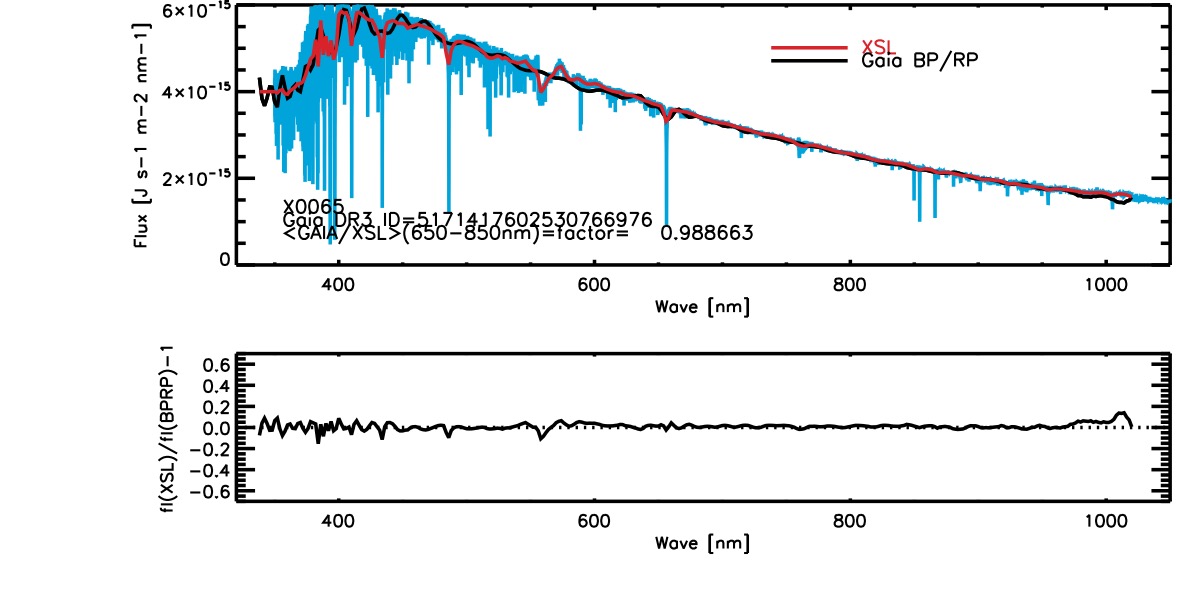 6×10-15
4×10-15
2×10-15
0
Flux [J s-1 m-2 nm-1]
XSL
Gaia BP/RP
X0065
Gaia DR3 ID=5171417602530766976
<GAIA/XSL>(650-850nm)=factor= 0.988663
400 600 800 1000
Wave [nm]
0.6
0.4
0.2
0.0
-0.2
-0.4
-0.6
fl(XSL)/fl(BPRP)-1
400 600 800 1000
Wave [nm]